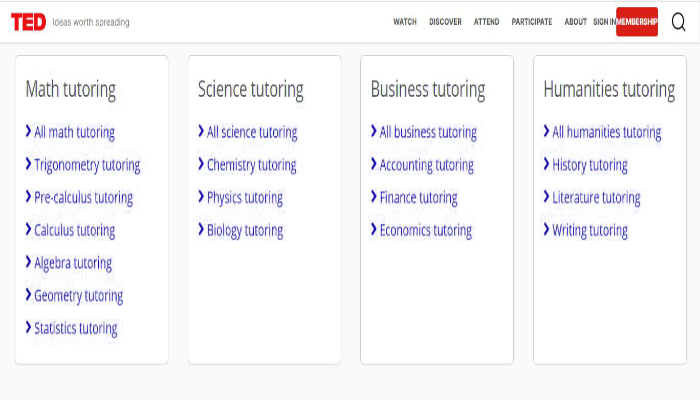 TED Ideas worth spreading WATCH DISCOVER ATTEND PARTICIPATE ABOUT SIGN IN MEMBERSHIP
Math tutoring
All math tutoring
Trigonometry tutoring
Pre-calculus tutoring
Calculus tutoring
Algebra tutoring
Geometry tutoring
Statistics tutoring
Science tutoring
All science tutoring
Chemistry tutoring
Physics tutoring
Biology tutoring
Business tutoring
All business tutoring
Accounting tutoring
Finance tutoring
Economics tutoring
Humanities tutoring
All humanities tutoring
History tutoring
Literature tutoring
Writing tutoring